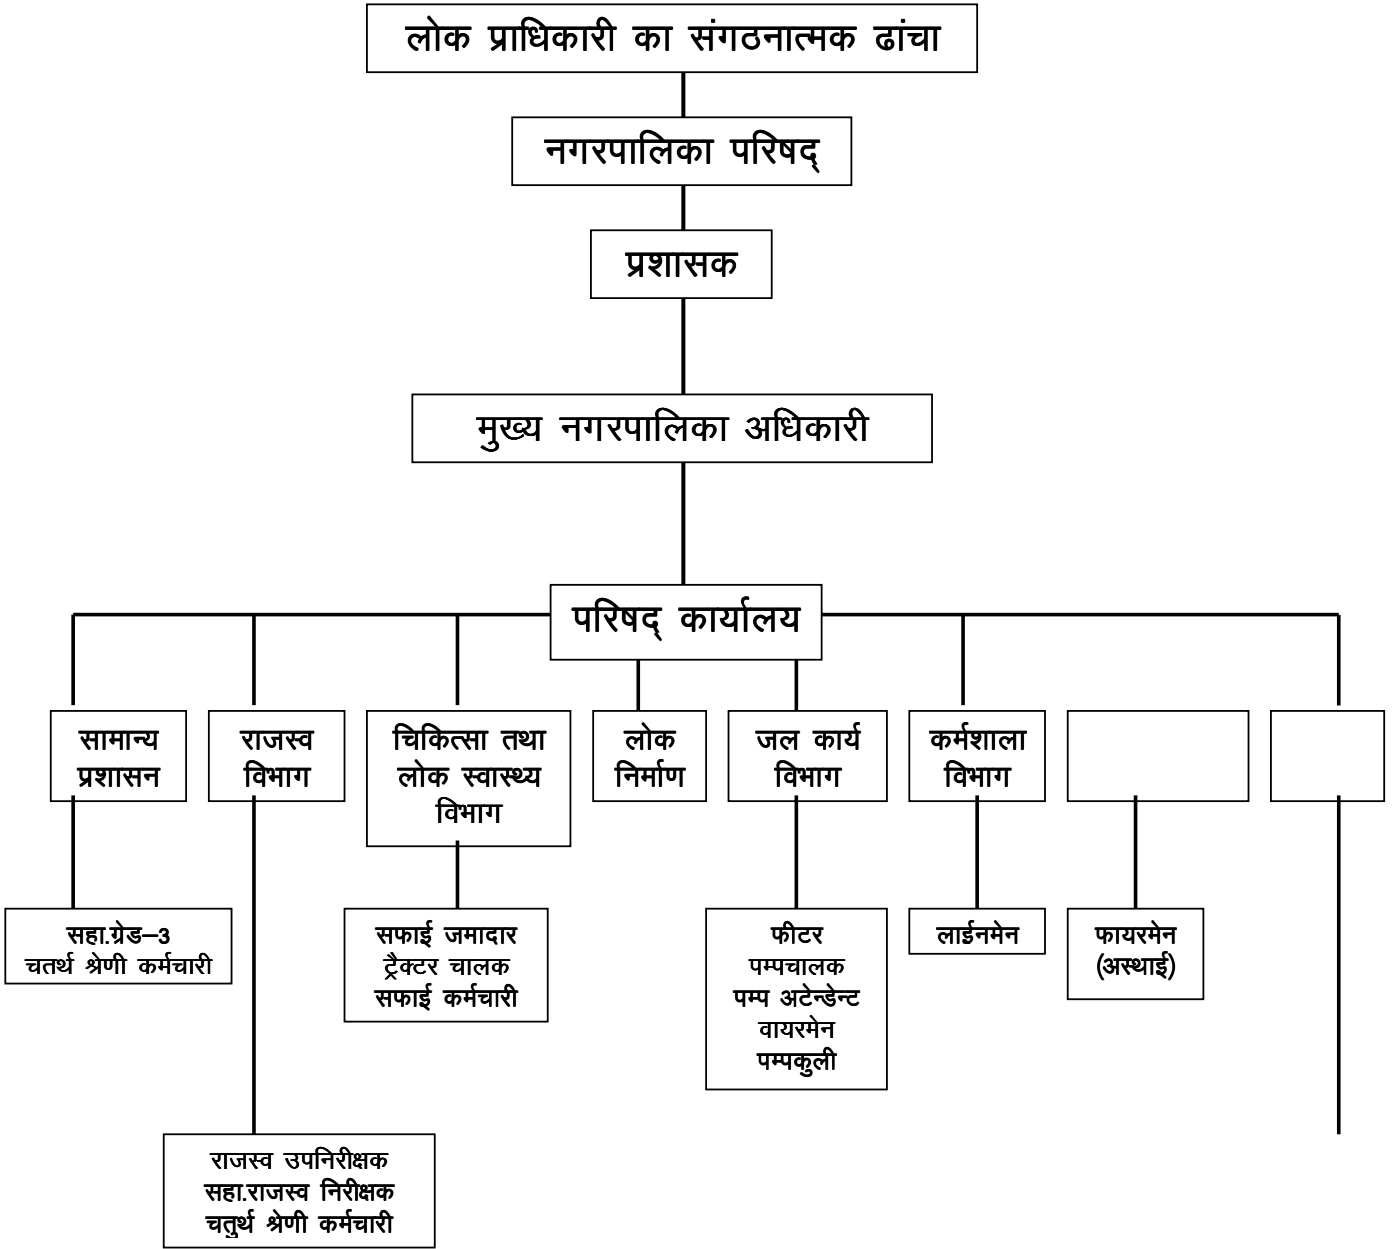 लोक प्राधिकारी का संगठनात्मक ढांचा
नगरपालिका परिषद्
प्रशासक
मुख्य नगरपालिका अधिकारी
परिषद् कार्यालय
सामान्य
प्रशासन
राजस्व
विभाग
चिकित्सा तथा
लोक स्वास्थ्य
विभाग
लोक
निर्माण
जल कार्य
विभाग
कर्मशाला
विभाग
सहा.ग्रेड–3
चतर्थ श्रेणी कर्मचारी
सफाई जमादार
ट्रैक्टर चालक
सफाई कर्मचारी
फीटर
पम्पचालक
पम्प अटेन्डेन्ट
वायरमेन
पम्पकुली
लाईनमेन
फायरमेन
(अस्थाई)
राजस्व उपनिरीक्षक
सहा.राजस्व निरीक्षक
चतुर्थ श्रेणी कर्मचारी